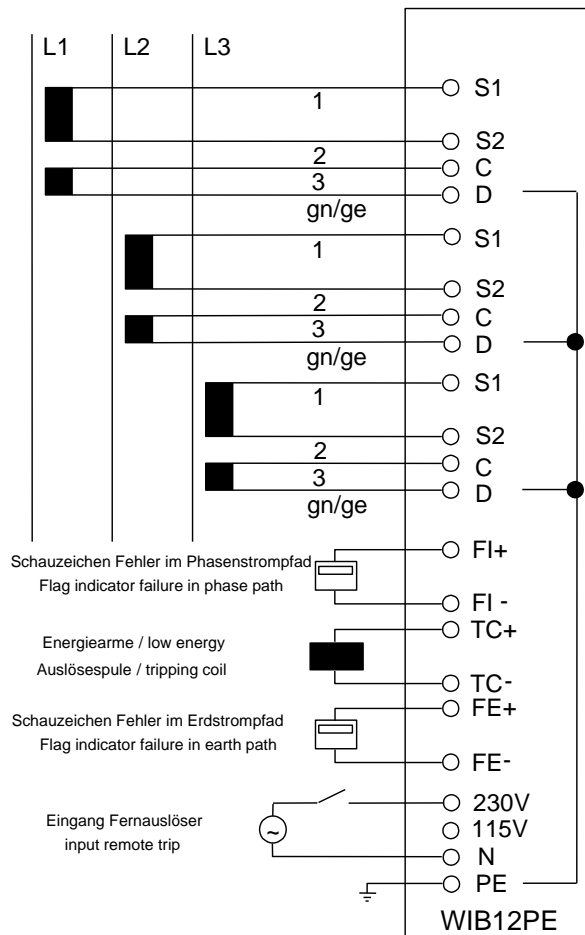 L1 L2 L3
1 S1
S2
2 C
3 D
gn/ge
1 S1
S2
2 C
3 D
gn/ge
1 S1
S2
2 C
3 D
gn/ge
Schauzeichen Fehler im Phasenstrompfad FI+
Flag indicator failure in phase path
FI -
Energiearme / low energy TC+
Auslösespule / tripping coil
TC-
Schauzeichen Fehler im Erdstrompfad FE+
Flag indicator failure in earth path
FE-
230V
Eingang Fernauslöser 115V
input remote trip ~ N
PE
WIB12PE